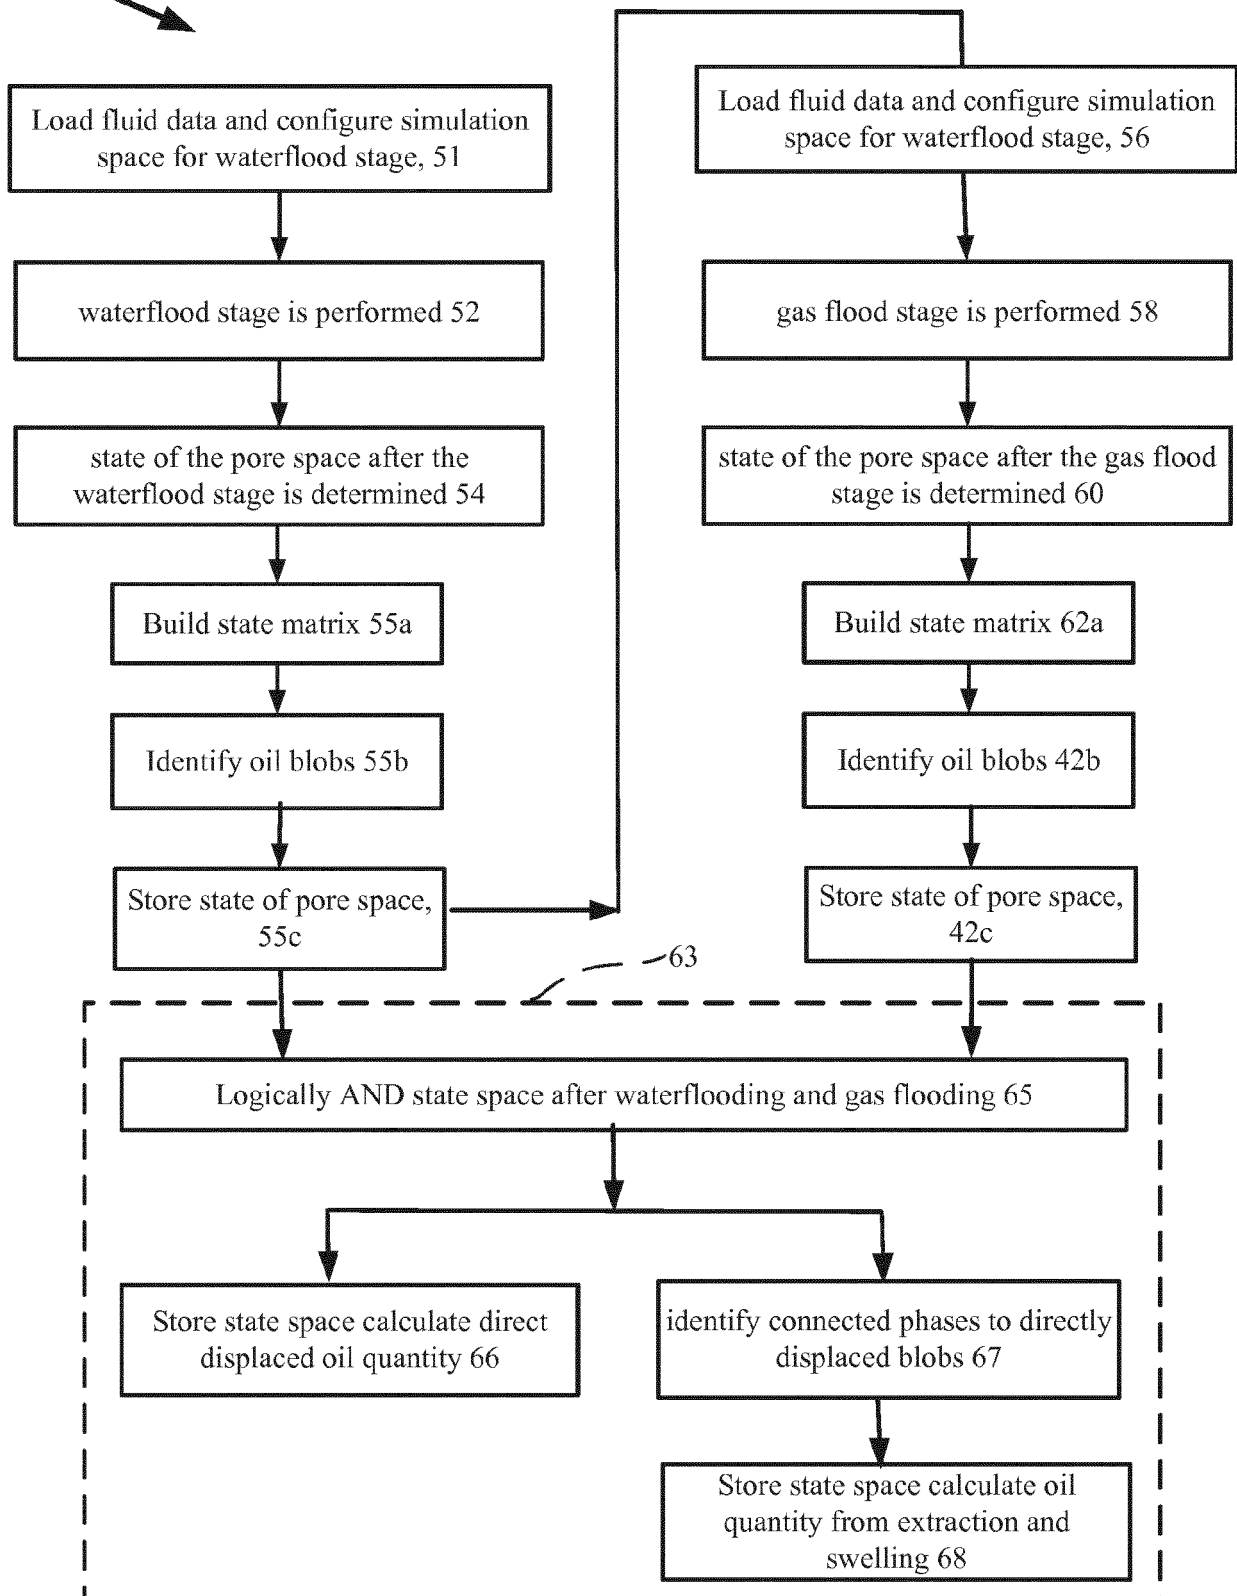 Load fluid data and configure simulation
space for waterflood stage, 51
waterflood stage is performed 52
state of the pore space after the
waterflood stage is determined 54
Build state matrix 55a
Identify oil blobs 55b
Store state of pore space,
55c
Load fluid data and configure simulation
space for waterflood stage, 56
gas flood stage is performed 58
state of the pore space after the gas flood
stage is determined 60
Build state matrix 62a
Identify oil blobs 42b
Store state of pore space,
42c
63
Logically AND state space after waterflooding and gas flooding 65
Store state space calculate direct
displaced oil quantity 66
identify connected phases to directly
displaced blobs 67
Store state space calculate oil
quantity from extraction and
swelling 68